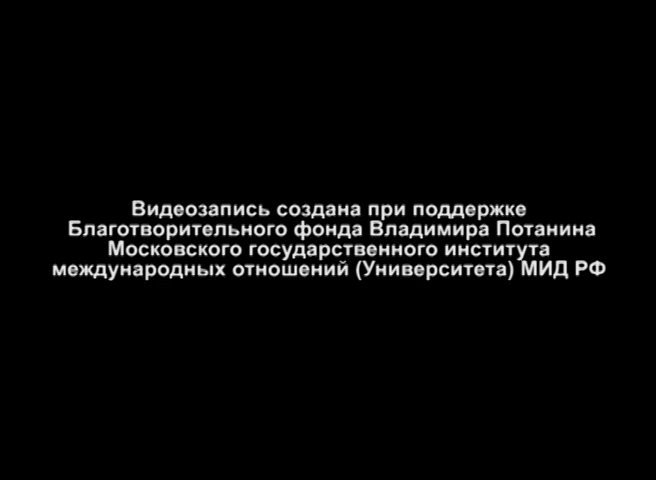 Видеозапись создана при поддержке
Благотворительного фонда Владимира Потанина
Московского государственного института
международных отношений (Университета) МИД РФ